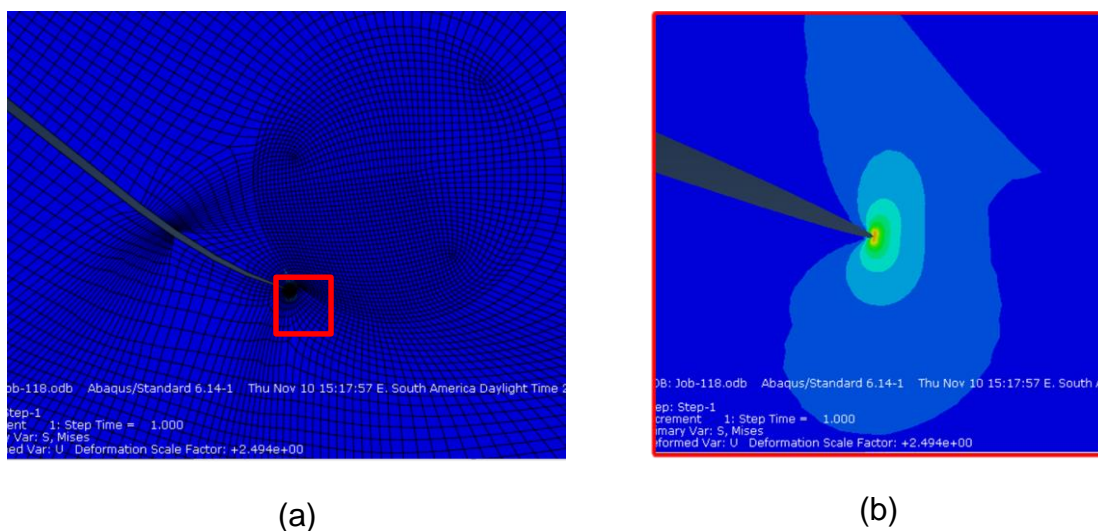 ob-118.odb    Abaqus/Standard 6.14-1    Thu Nov 10 15:17:57 E. South America Daylight Time 2
Step-1
ent      1: Step Time =    1.000
y Var: S, Mises
ed Var: U   Deformation Scale Factor: +2.494e+00
(a)
DB: Job-118.odb    Abaqus/Standard 6.14-1    Thu Nov 10 15:17:57 E. South A
ep: Step-1
crement      1: Step Time =    1.000
mary Var: S, Mises
eformed Var: U   Deformation Scale Factor: +2.494e+00
(b)